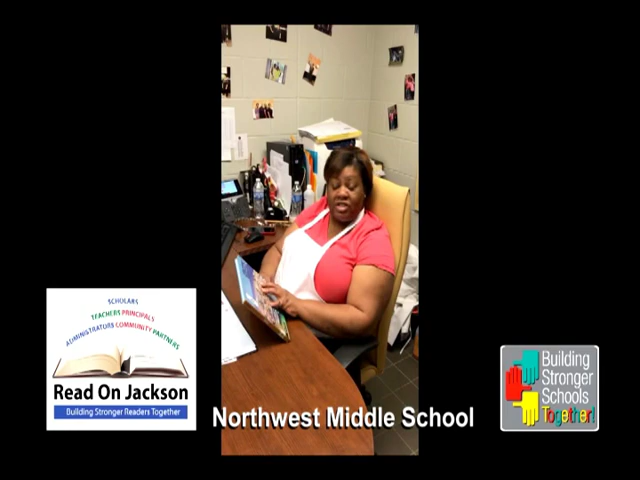 SCHOLARS
TEACHERS PRINCIPALS
ADMINISTRATORS COMMUNITY PARTNERS
Read On Jackson
Building Stronger Readers Together
Northwest Middle School
Building
Stronger
Schools
Together!